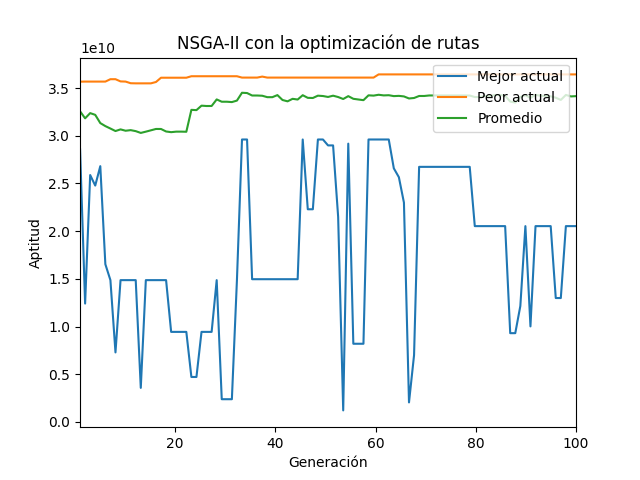 NSGA-II con la optimización de rutas
1e10
3.5
3.0
2.5
2.0
1.5
1.0
0.5
0.0
Aptitud
Mejor actual
Peor actual
Promedio
20
40
60
80
100
Generación